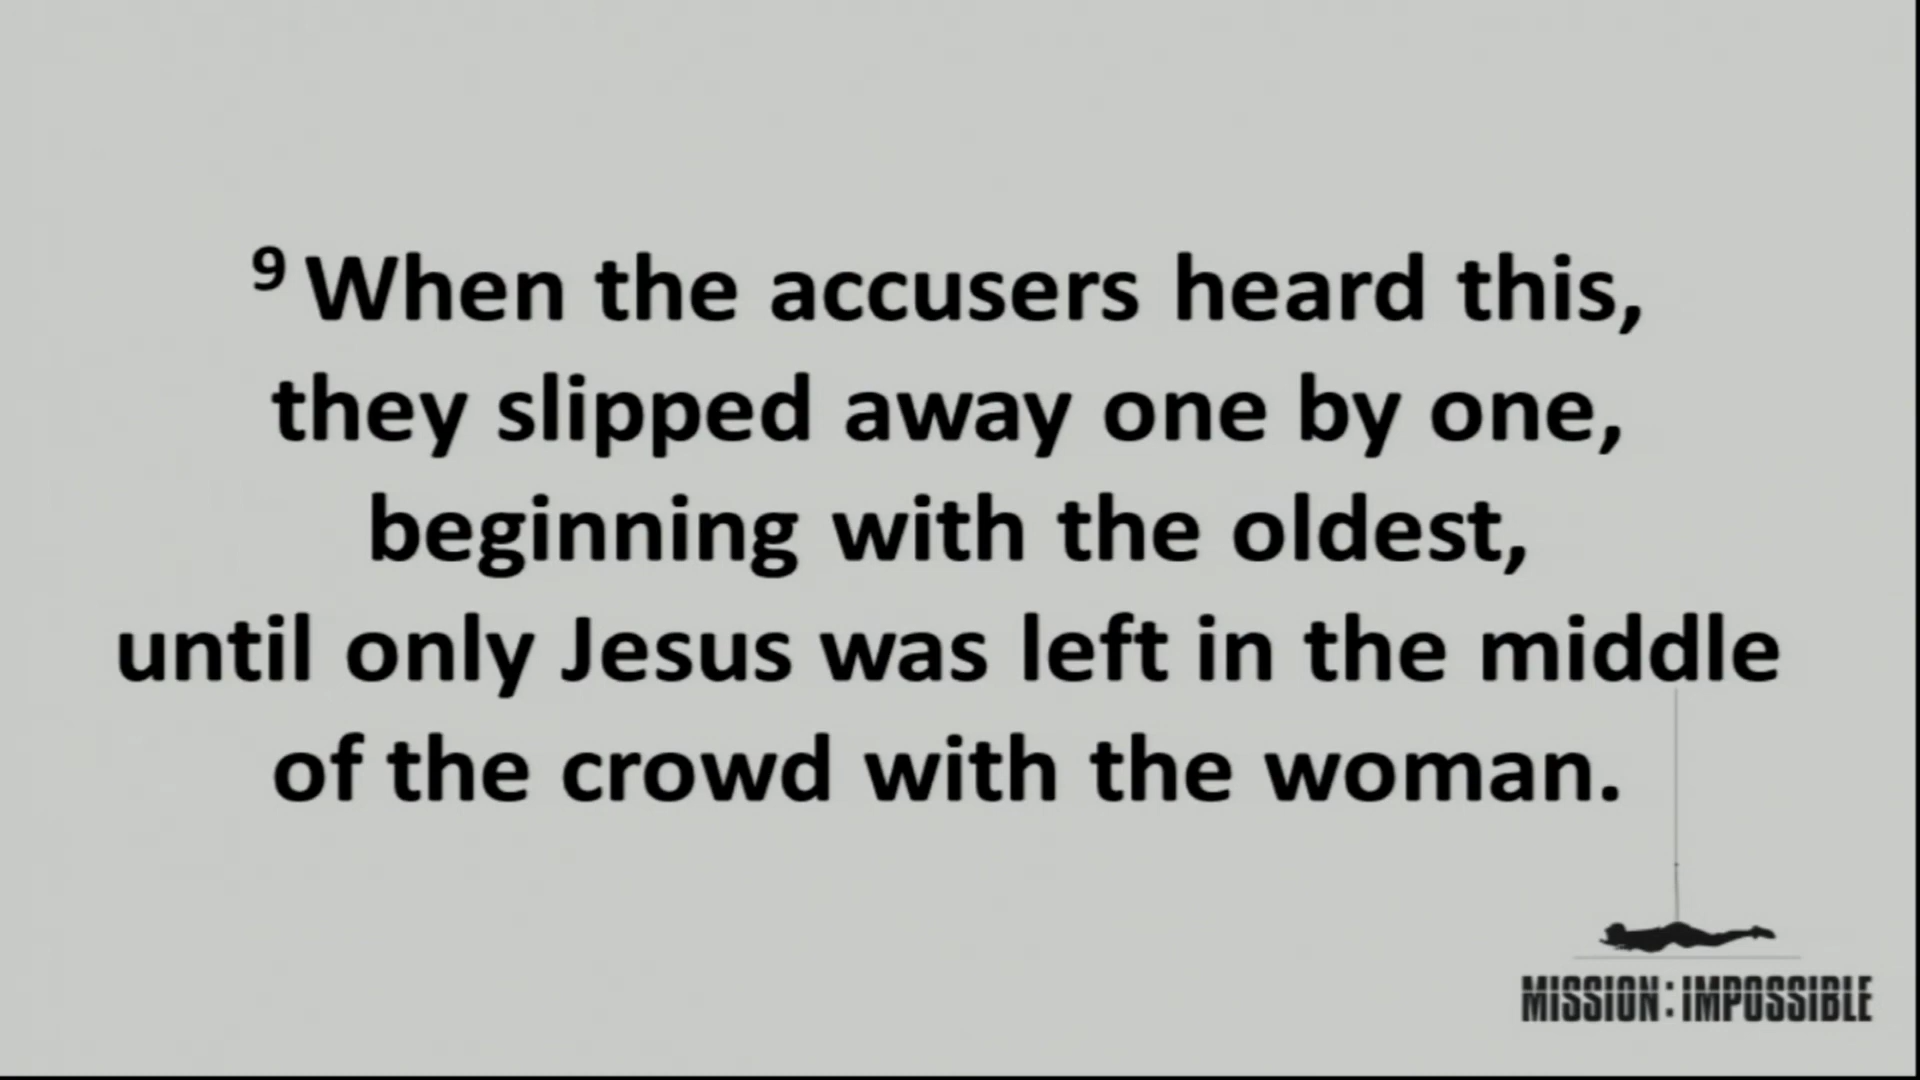 ⁹ When the accusers heard this,
they slipped away one by one,
beginning with the oldest,
until only Jesus was left in the middle
of the crowd with the woman.
MISSION: IMPOSSIBLE